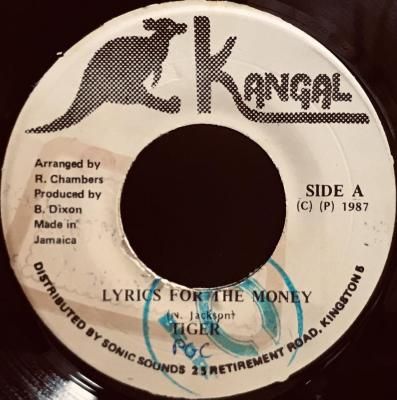 KANGAL
Arranged by
R. Chambers
Produced by
B. Dixon
Made in
Jamaica
SIDE A
(C) (P) 1987
LYRICS FOR THE MONEY
(N. Jackson)
TIGER
POC
DISTRIBUTED BY SONIC SOUNDS 25 RETIREMENT ROAD, KINGSTON 5